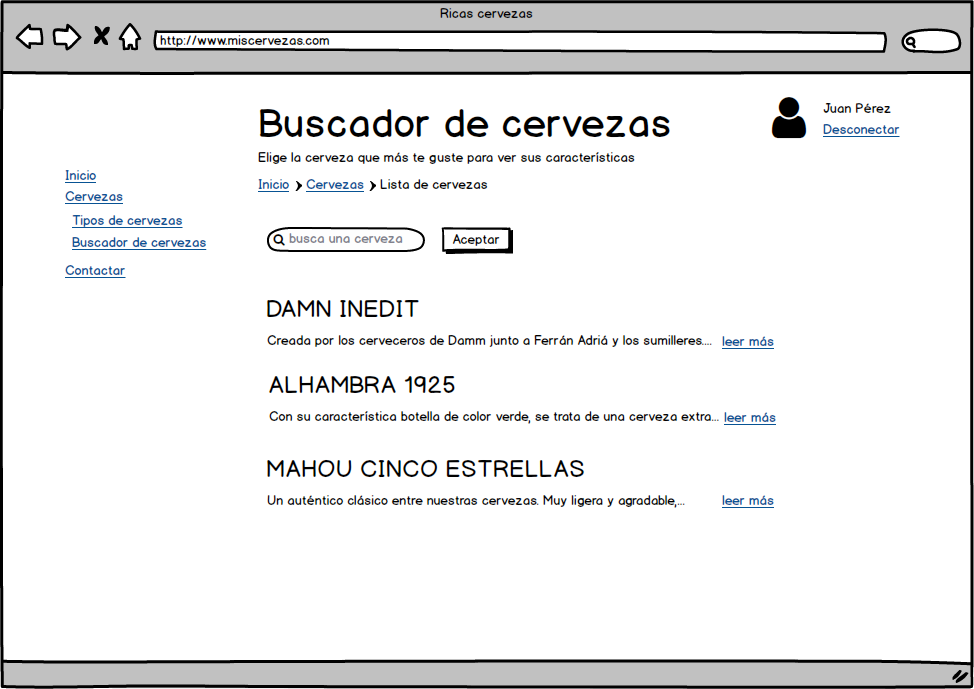 Ricas cervezas
http://www.miscervezas.com
Buscador de cervezas
Juan Pérez
Desconectar
Elige la cerveza que más te guste para ver sus características
Inicio
Cervezas
Tipos de cervezas
Buscador de cervezas
Contactar
Inicio > Cervezas > Lista de cervezas
busca una cerveza
Aceptar
DAMN INEDIT
Creada por los cerveceros de Damm junto a Ferrán Adriá y los sumilleres.... leer más
ALHAMBRA 1925
Con su característica botella de color verde, se trata de una cerveza extra... leer más
MAHOU CINCO ESTRELLAS
Un auténtico clásico entre nuestras cervezas. Muy ligera y agradable,... leer más